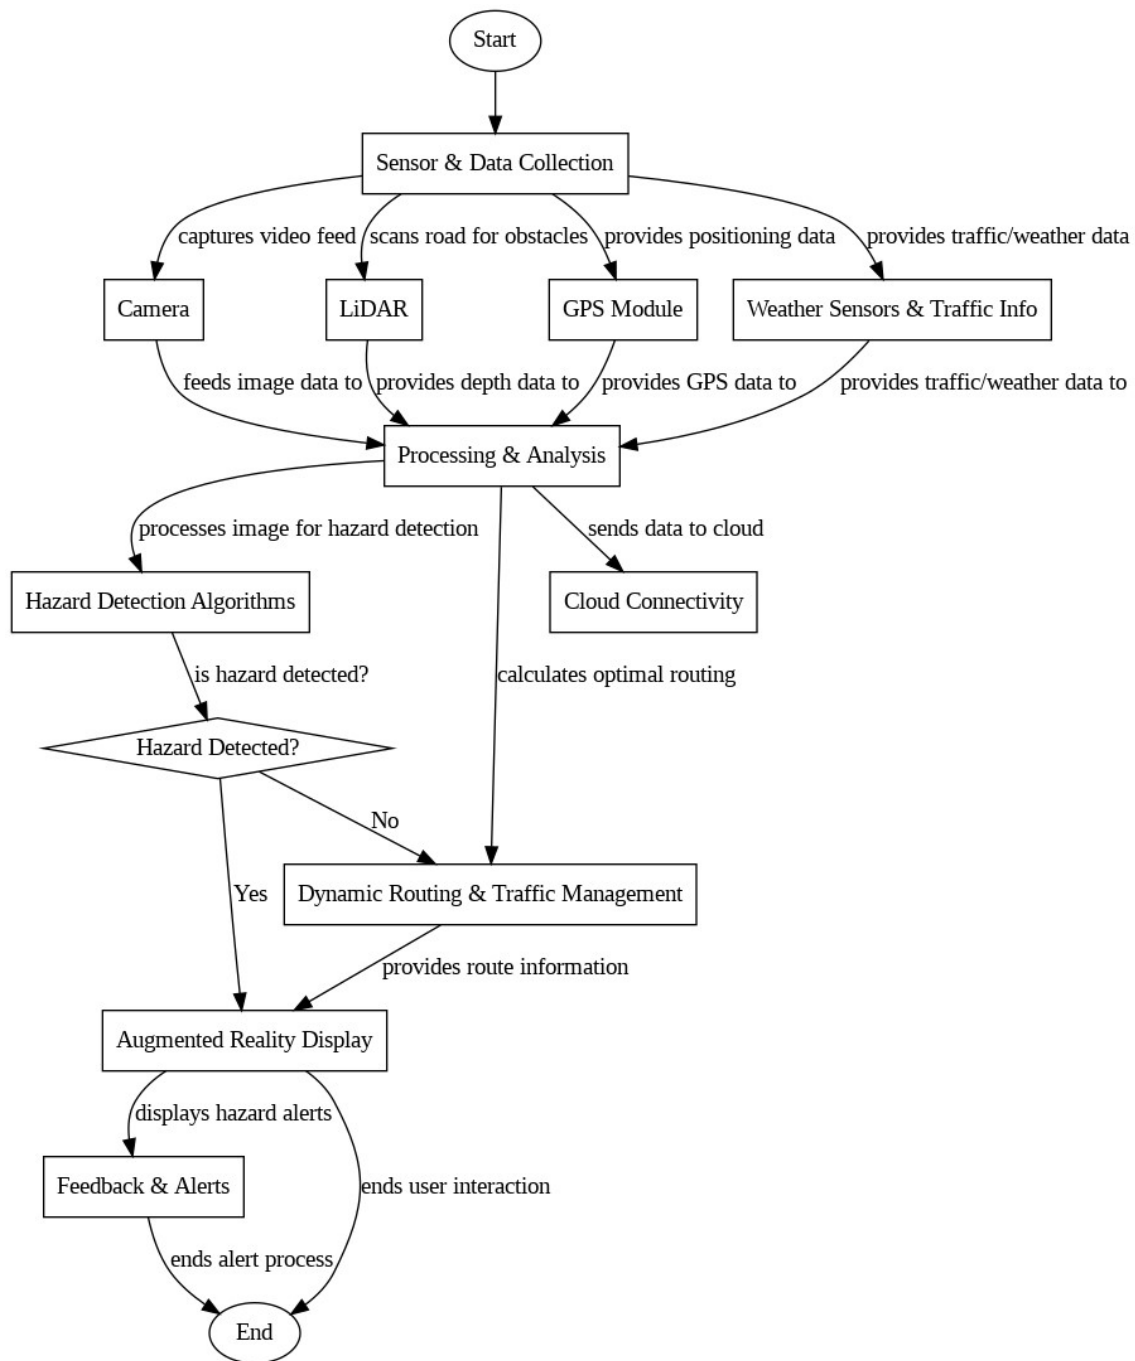 Start
Sensor & Data Collection
captures video feed
scans road for obstacles
provides positioning data
provides traffic/weather data
Camera
LiDAR
GPS Module
Weather Sensors & Traffic Info
feeds image data to
provides depth data to
provides GPS data to
provides traffic/weather data to
Processing & Analysis
processes image for hazard detection
sends data to cloud
Hazard Detection Algorithms
Cloud Connectivity
is hazard detected?
calculates optimal routing
Hazard Detected?
No
Yes
Dynamic Routing & Traffic Management
provides route information
Augmented Reality Display
displays hazard alerts
Feedback & Alerts
ends user interaction
ends alert process
End